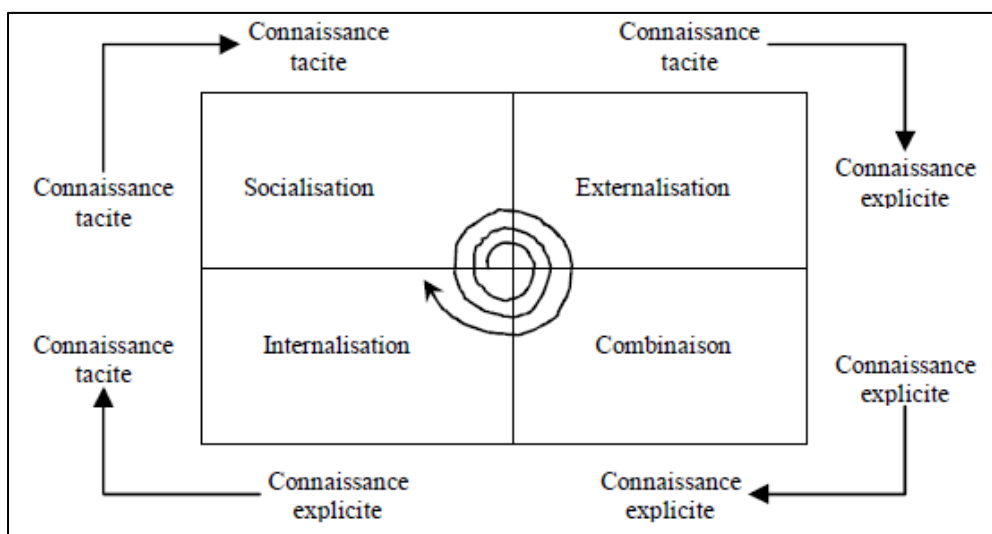 Connaissance
tacite
Connaissance
tacite
Connaissance
tacite
Socialisation
Externalisation
Connaissance
explicite
Connaissance
tacite
Internalisation
Combinaison
Connaissance
explicite
Connaissance
explicite
Connaissance
explicite